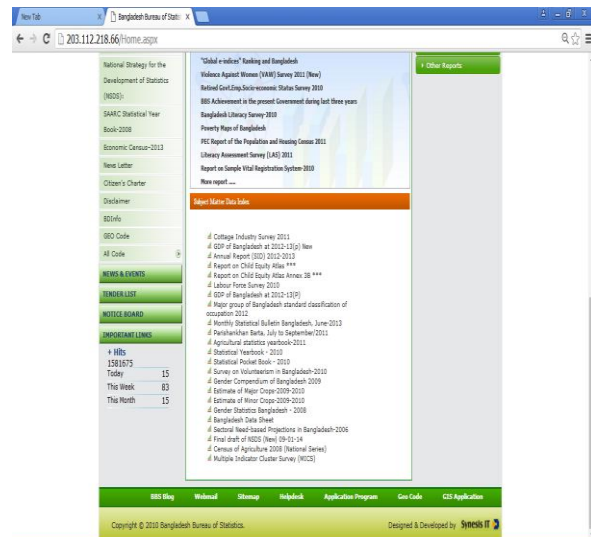 New Tab
Bangladesh Bureau of Statis
203.112.218.66/Home.aspx
National Strategy for the
Development of Statistics
(NSDS):
SAARC Statistical Year
Book-2008
Economic Census-2013
News Letter
Citizen's Charter
Disclaimer
BDInfo
GEO Code
All Code
NEWS & EVENTS
TENDER LIST
NOTICE BOARD
IMPORTANT LINKS
+ Hits
1581675
Today 15
This Week 83
This Month 15
"Global e-indices" Ranking and Bangladesh
Violence Against Women (VAW) Survey 2011 (New)
Retired Govt.Emp.Socio-economic Status Survey 2010
BBS Achievement in the present Government during last three years
Bangladesh Literacy Survey-2010
Poverty Maps of Bangladesh
PEC Report of the Population and Housing Census 2011
Literacy Assessment Survey (LAS) 2011
Report on Sample Vital Registration System-2010
More report ....
Subject Matter Data Index
Cottage Industry Survey 2011
GDP of Bangladesh at 2012-13(p) New
Annual Report (SID) 2012-2013
Report on Child Equity Atlas ***
Report on Child Equity Atlas Annex 3B ***
Labour Force Survey 2010
GDP of Bangladesh at 2012-13(P)
Major group of Bangladesh standard classification of
occupation 2012
Monthly Statistical Bulletin Bangladesh, June-2013
Parishankhan Barta, July to September/2011
Agricultural statistics yearbook-2011
Statistical Yearbook - 2010
Statistical Pocket Book - 2010
Survey on Volunteerism in Bangladesh-2010
Gender Compendium of Bangladesh 2009
Estimate of Major Crops-2009-2010
Estimate of Minor Crops-2009-2010
Gender Statistics Bangladesh - 2008
Bangladesh Data Sheet
Sectoral Need-based Projections in Bangladesh-2006
Final draft of NSDS (New) 09-01-14
Census of Agriculture 2008 (National Series)
Multiple Indicator Cluster Survey (MICS)
Other Reports
BBS Blog Webmail Sitemap Helpdesk Application Program Geo Code GIS Application
Copyright © 2010 Bangladesh Bureau of Statistics. Designed & Developed by Synesis IT